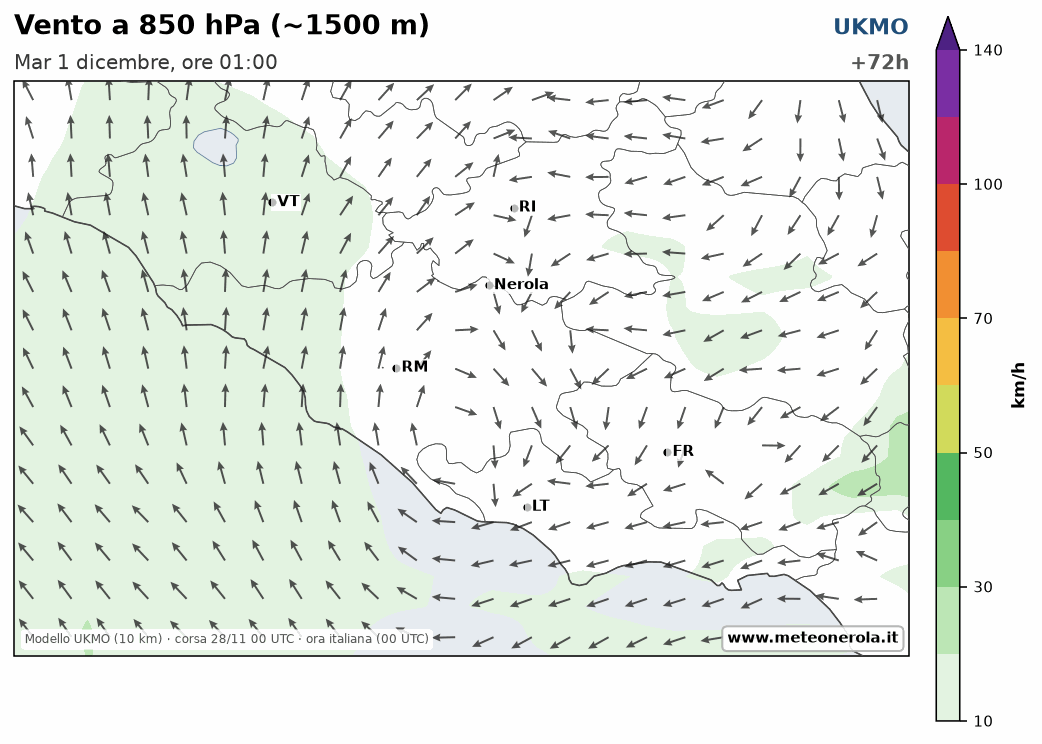 Vento a 850 hPa (~1500 m)
UKMO
Mar 1 dicembre, ore 01:00
+72h
140
100
70
50
30
10
km/h
VT
RI
Nerola
RM
FR
LT
Modello UKMO (10 km) · corsa 28/11 00 UTC · ora italiana (00 UTC)
www.meteonerola.it